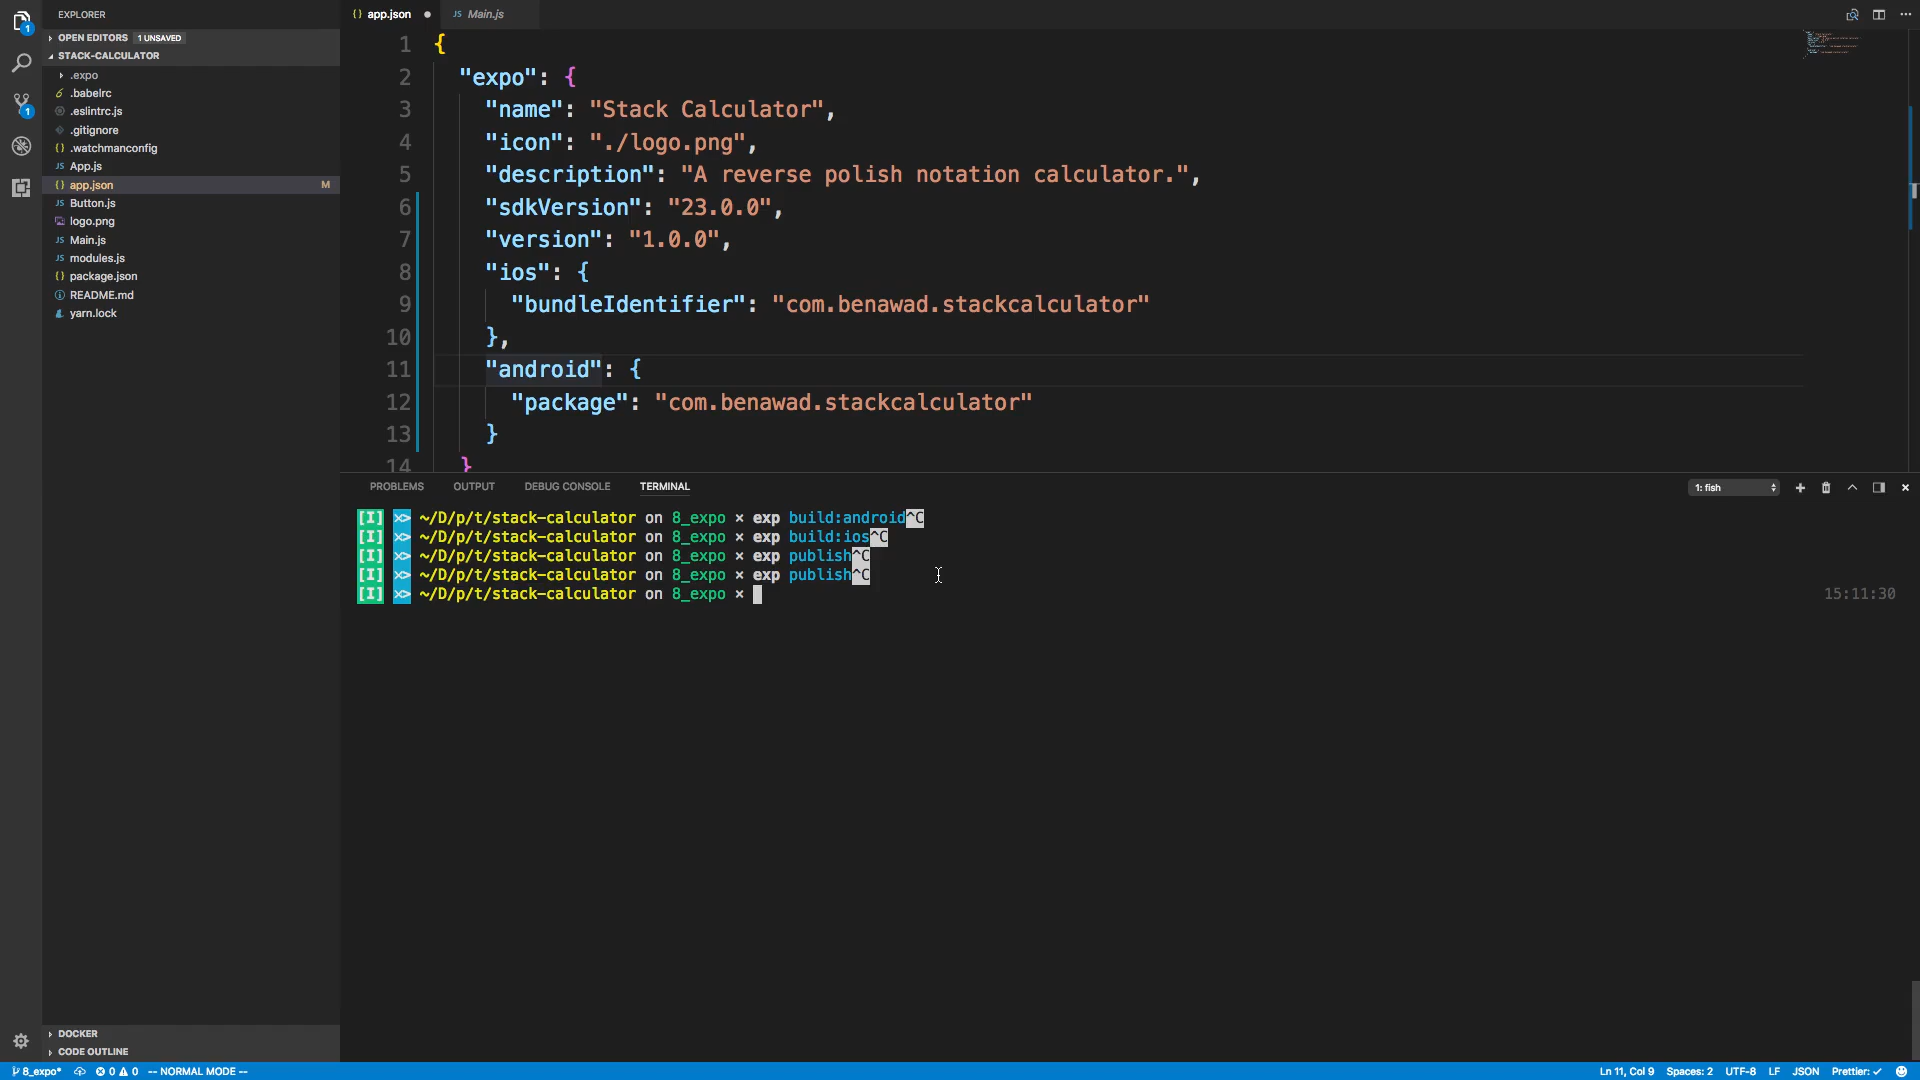 EXPLORER
OPEN EDITORS 1 UNSAVED
STACK-CALCULATOR
.expo
.babelrc
.eslintrc.js
.gitignore
.watchmanconfig
App.js
app.json M
Button.js
logo.png
Main.js
modules.js
package.json
README.md
yarn.lock
DOCKER
CODE OUTLINE
app.json
JS Main.js
1 {
2 "expo": {
3 "name": "Stack Calculator",
4 "icon": "./logo.png",
5 "description": "A reverse polish notation calculator.",
6 "sdkVersion": "23.0.0",
7 "version": "1.0.0",
8 "ios": {
9 "bundleIdentifier": "com.benawad.stackcalculator"
10 },
11 "android": {
12 "package": "com.benawad.stackcalculator"
13 }
14 }
PROBLEMS OUTPUT DEBUG CONSOLE TERMINAL 1: fish
[I] >> ~/D/p/t/stack-calculator on 8_expo × exp build:android^C
[I] >> ~/D/p/t/stack-calculator on 8_expo × exp build:ios^C
[I] >> ~/D/p/t/stack-calculator on 8_expo × exp publish^C
[I] >> ~/D/p/t/stack-calculator on 8_expo × exp publish^C
[I] >> ~/D/p/t/stack-calculator on 8_expo × 15:11:30
8_expo* 0 0 -- NORMAL MODE -- Ln 11, Col 9 Spaces: 2 UTF-8 LF JSON Prettier: ✓